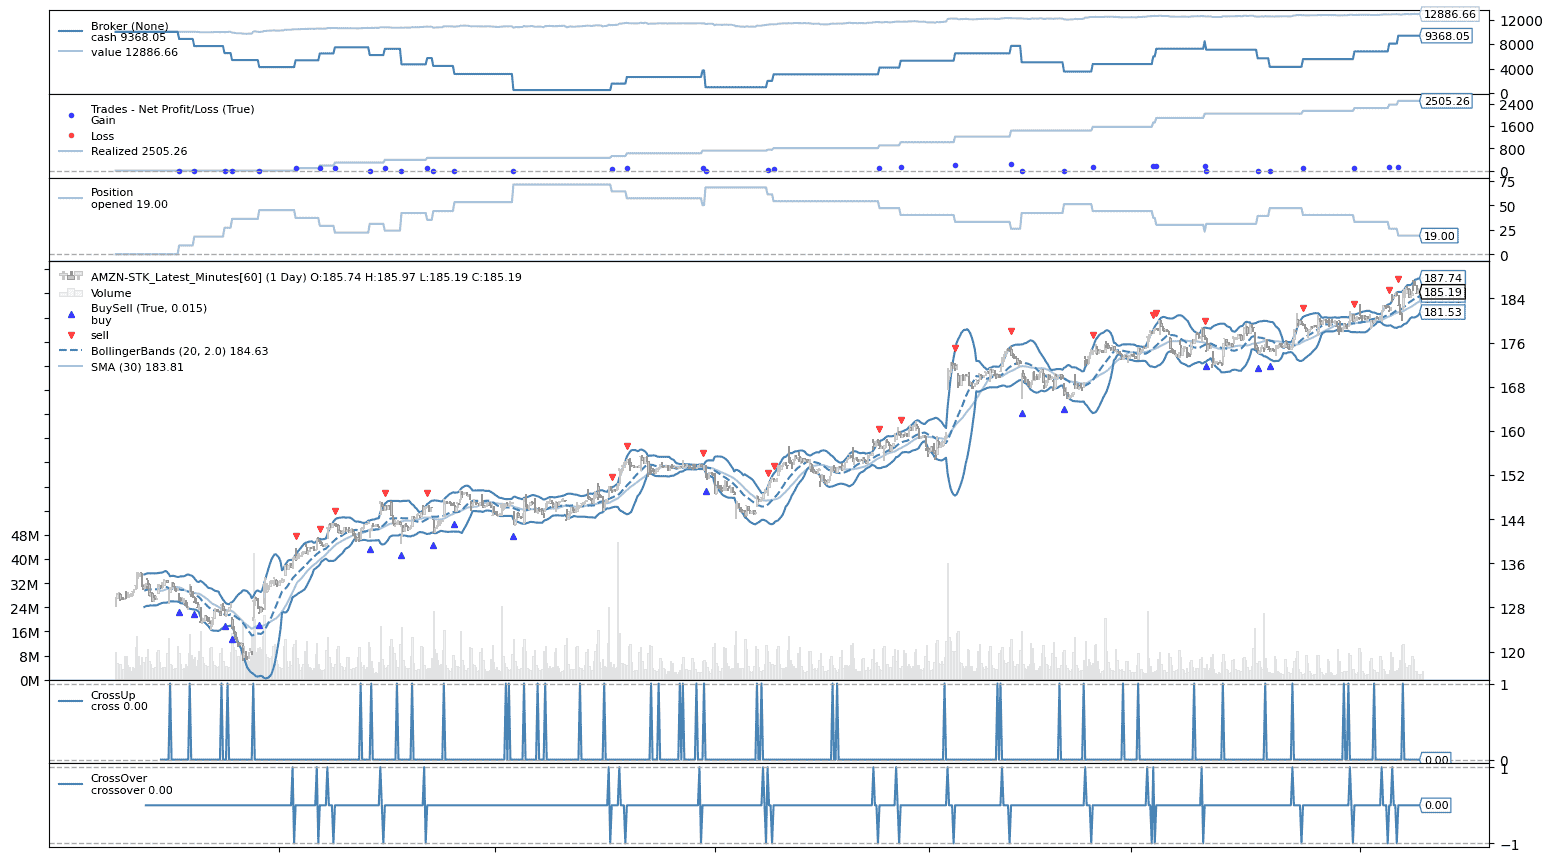 Broker (None)
cash 9368.05
value 12886.66
12886.66
12000
9368.05
8000
4000
0
Trades - Net Profit/Loss (True)
Gain
Loss
Realized 2505.26
2505.26
2400
1600
800
0
Position
opened 19.00
75
50
25
19.00
0
AMZN-STK_Latest_Minutes[60] (1 Day) O:185.74 H:185.97 L:185.19 C:185.19
Volume
BuySell (True, 0.015)
buy
sell
BollingerBands (20, 2.0) 184.63
SMA (30) 183.81
187.74
185.19
181.53
184
176
168
160
152
144
136
128
120
48M
40M
32M
24M
16M
8M
0M
CrossUp
cross 0.00
1
0.00
0
CrossOver
crossover 0.00
1
0.00
−1